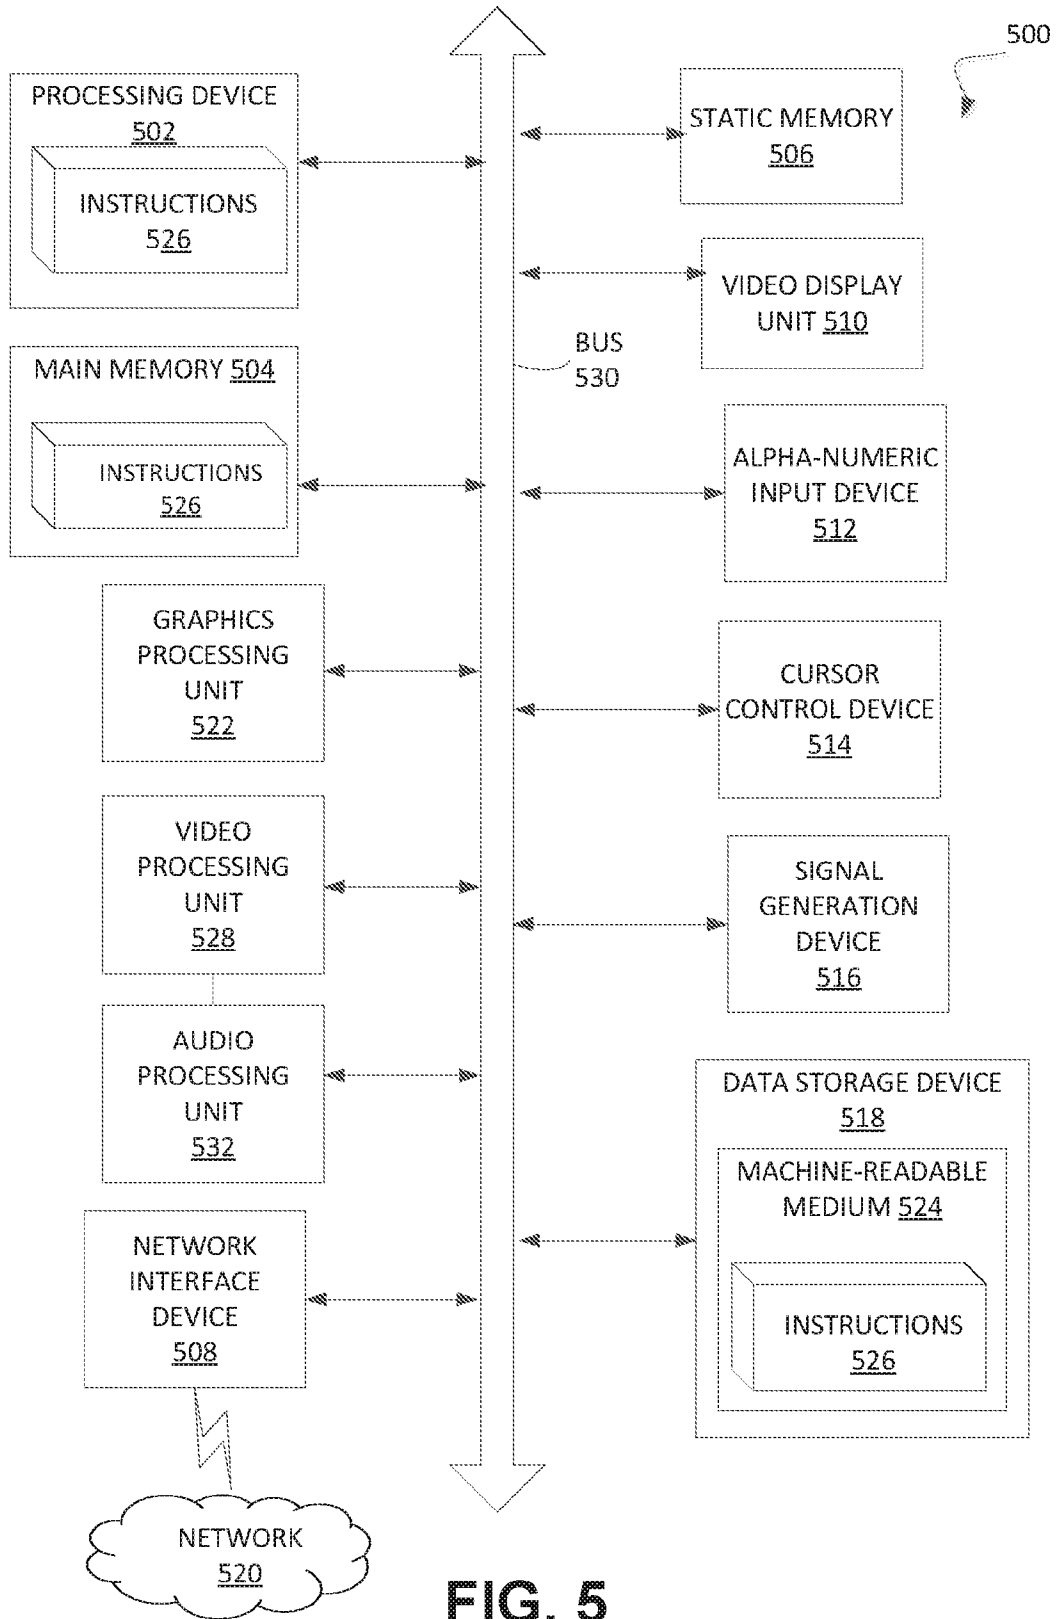 500
PROCESSING DEVICE
502
INSTRUCTIONS
526
MAIN MEMORY 504
INSTRUCTIONS
526
GRAPHICS
PROCESSING
UNIT
522
VIDEO
PROCESSING
UNIT
528
AUDIO
PROCESSING
UNIT
532
NETWORK
INTERFACE
DEVICE
508
NETWORK
520
BUS
530
STATIC MEMORY
506
VIDEO DISPLAY
UNIT 510
ALPHA-NUMERIC
INPUT DEVICE
512
CURSOR
CONTROL DEVICE
514
SIGNAL
GENERATION
DEVICE
516
DATA STORAGE DEVICE
518
MACHINE-READABLE
MEDIUM 524
INSTRUCTIONS
526
FIG. 5